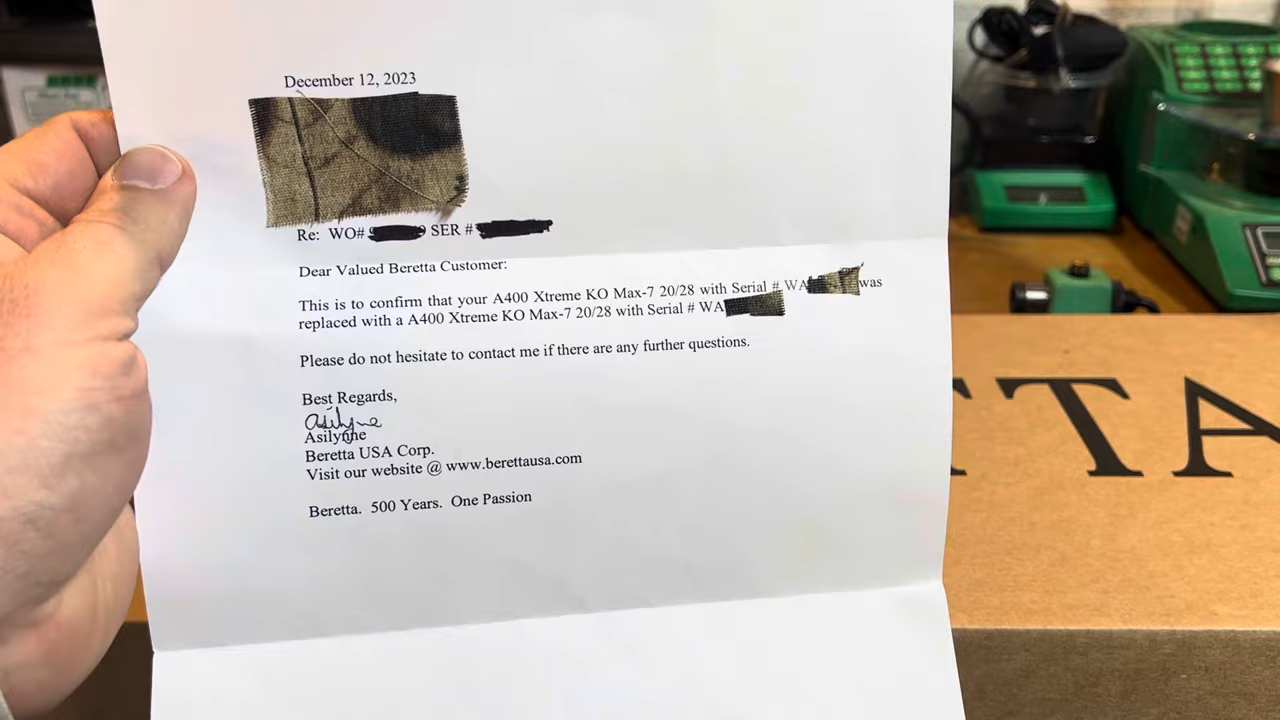 December 12, 2023
Re: WO# SER #
Dear Valued Beretta Customer:
This is to confirm that your A400 Xtreme KO Max-7 20/28 with Serial # WA was
replaced with a A400 Xtreme KO Max-7 20/28 with Serial # WA
Please do not hesitate to contact me if there are any further questions.
Best Regards,
Asilynne
Asilynne
Beretta USA Corp.
Visit our website @ www.berettausa.com
Beretta. 500 Years. One Passion
TTA